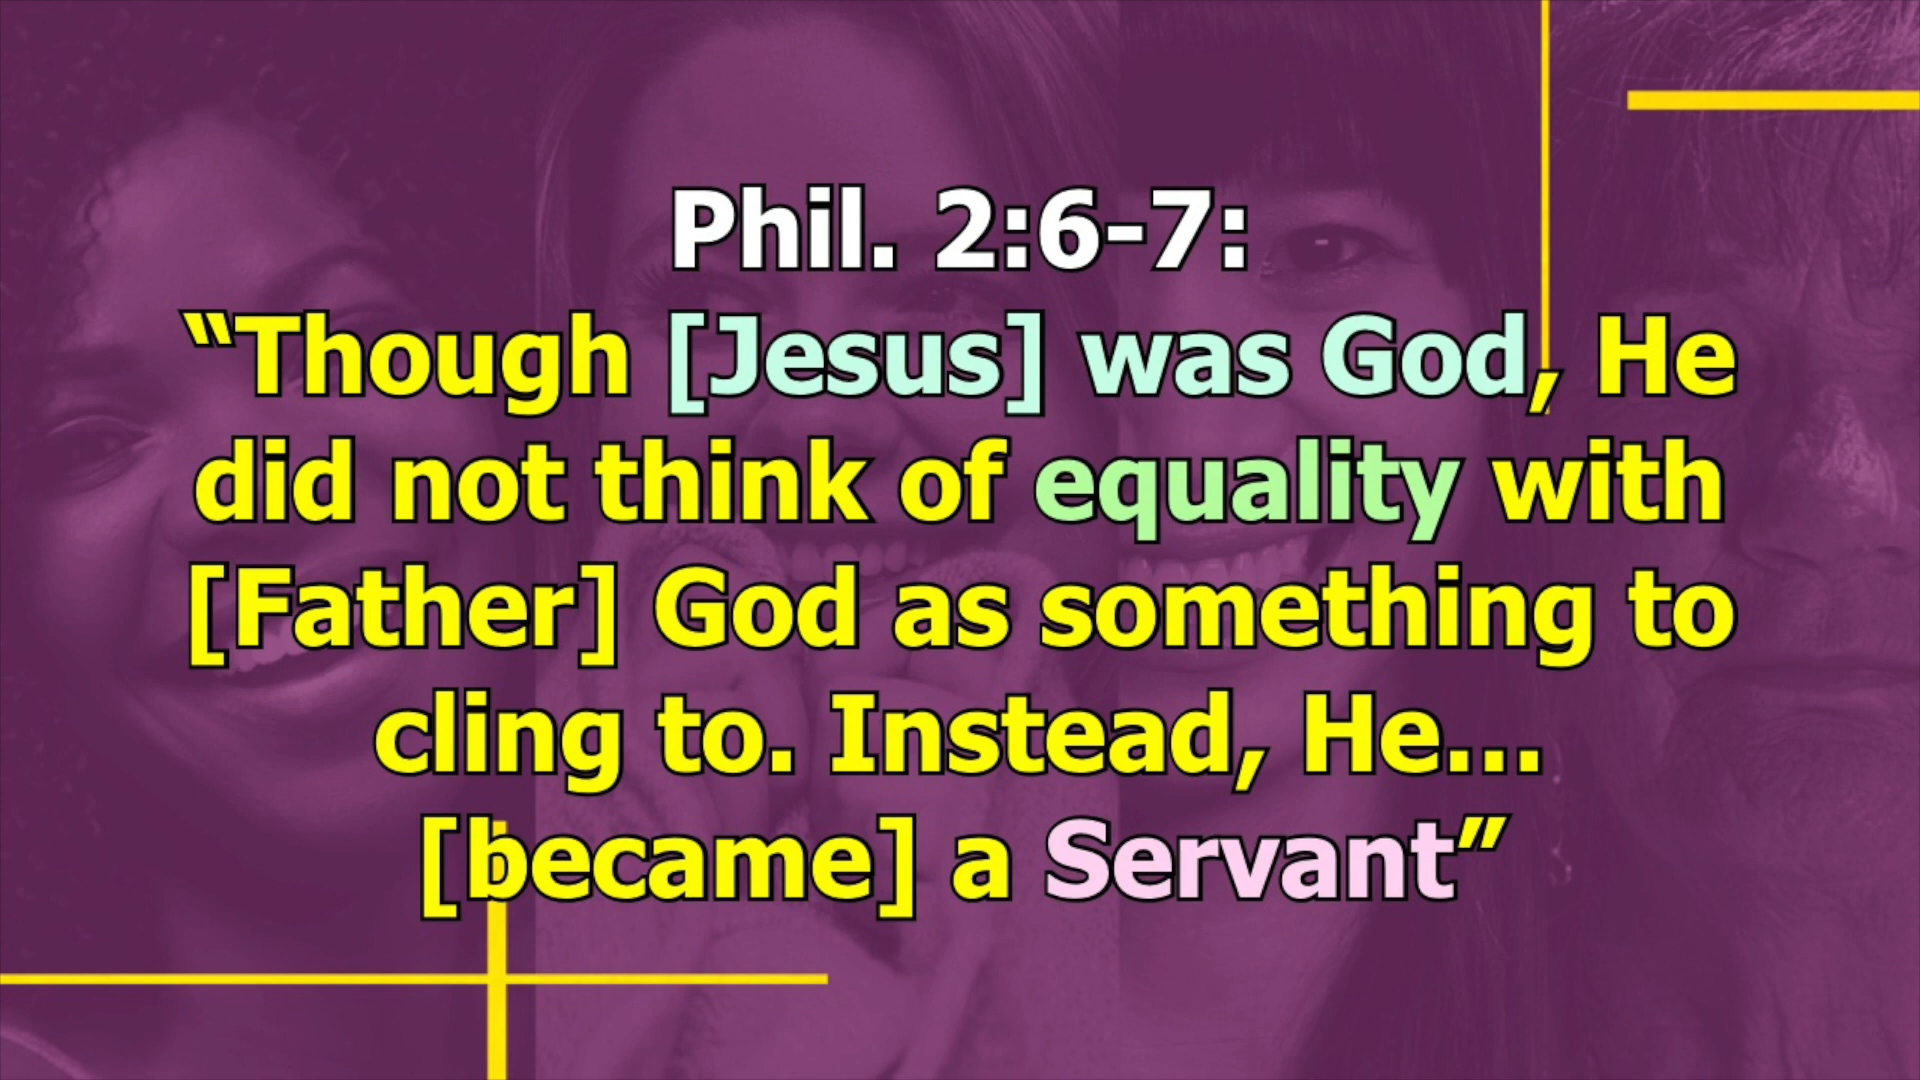 Phil. 2:6-7:
“Though [Jesus] was God, He
did not think of equality with
[Father] God as something to
cling to. Instead, He...
[became] a Servant”